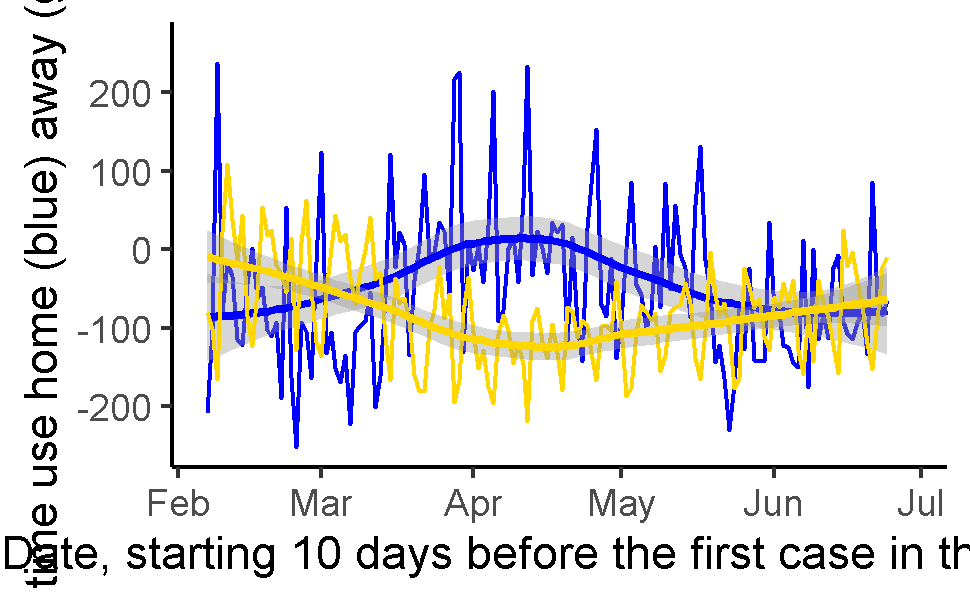 time use home (blue) away (
200
100
0
-100
-200
Feb Mar Apr May Jun Jul
Date, starting 10 days before the first case in th